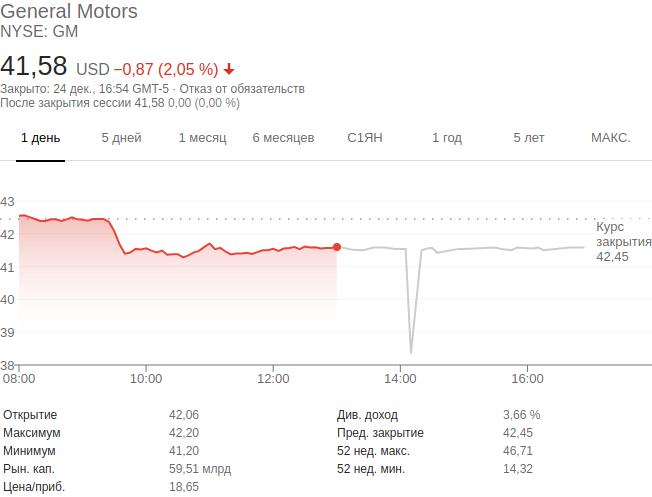 General Motors
NYSE: GM
41,58 USD −0,87 (2,05 %)
Закрыто: 24 дек., 16:54 GMT-5 · Отказ от обязательств
После закрытия сессии 41,58 0,00 (0,00 %)
1 день 5 дней 1 месяц 6 месяцев С1ЯН 1 год 5 лет МАКС.
43
42
41
40
39
38
Курс
закрытия
42,45
08:00 10:00 12:00 14:00 16:00
Открытие 42,06 Див. доход 3,66 %
Максимум 42,20 Пред. закрытие 42,45
Минимум 41,20 52 нед. макс. 46,71
Рын. кап. 59,51 млрд 52 нед. мин. 14,32
Цена/приб. 18,65